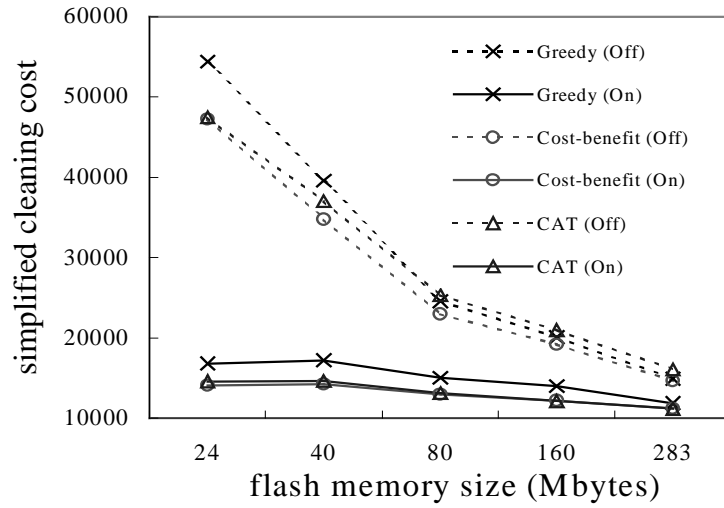 60000
50000
40000
30000
20000
10000
simplified cleaning cost
Greedy (Off)
Greedy (On)
Cost-benefit (Off)
Cost-benefit (On)
CAT (Off)
CAT (On)
24 40 80 160 283
flash memory size (Mbytes)